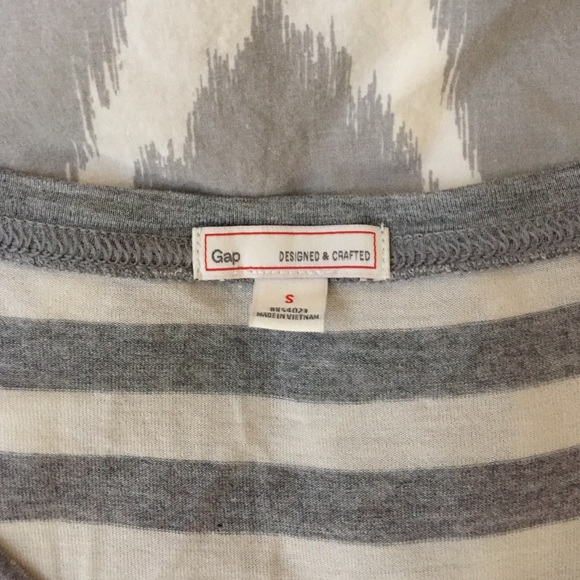 Gap DESIGNED & CRAFTED
S
MADE IN VIETNAM